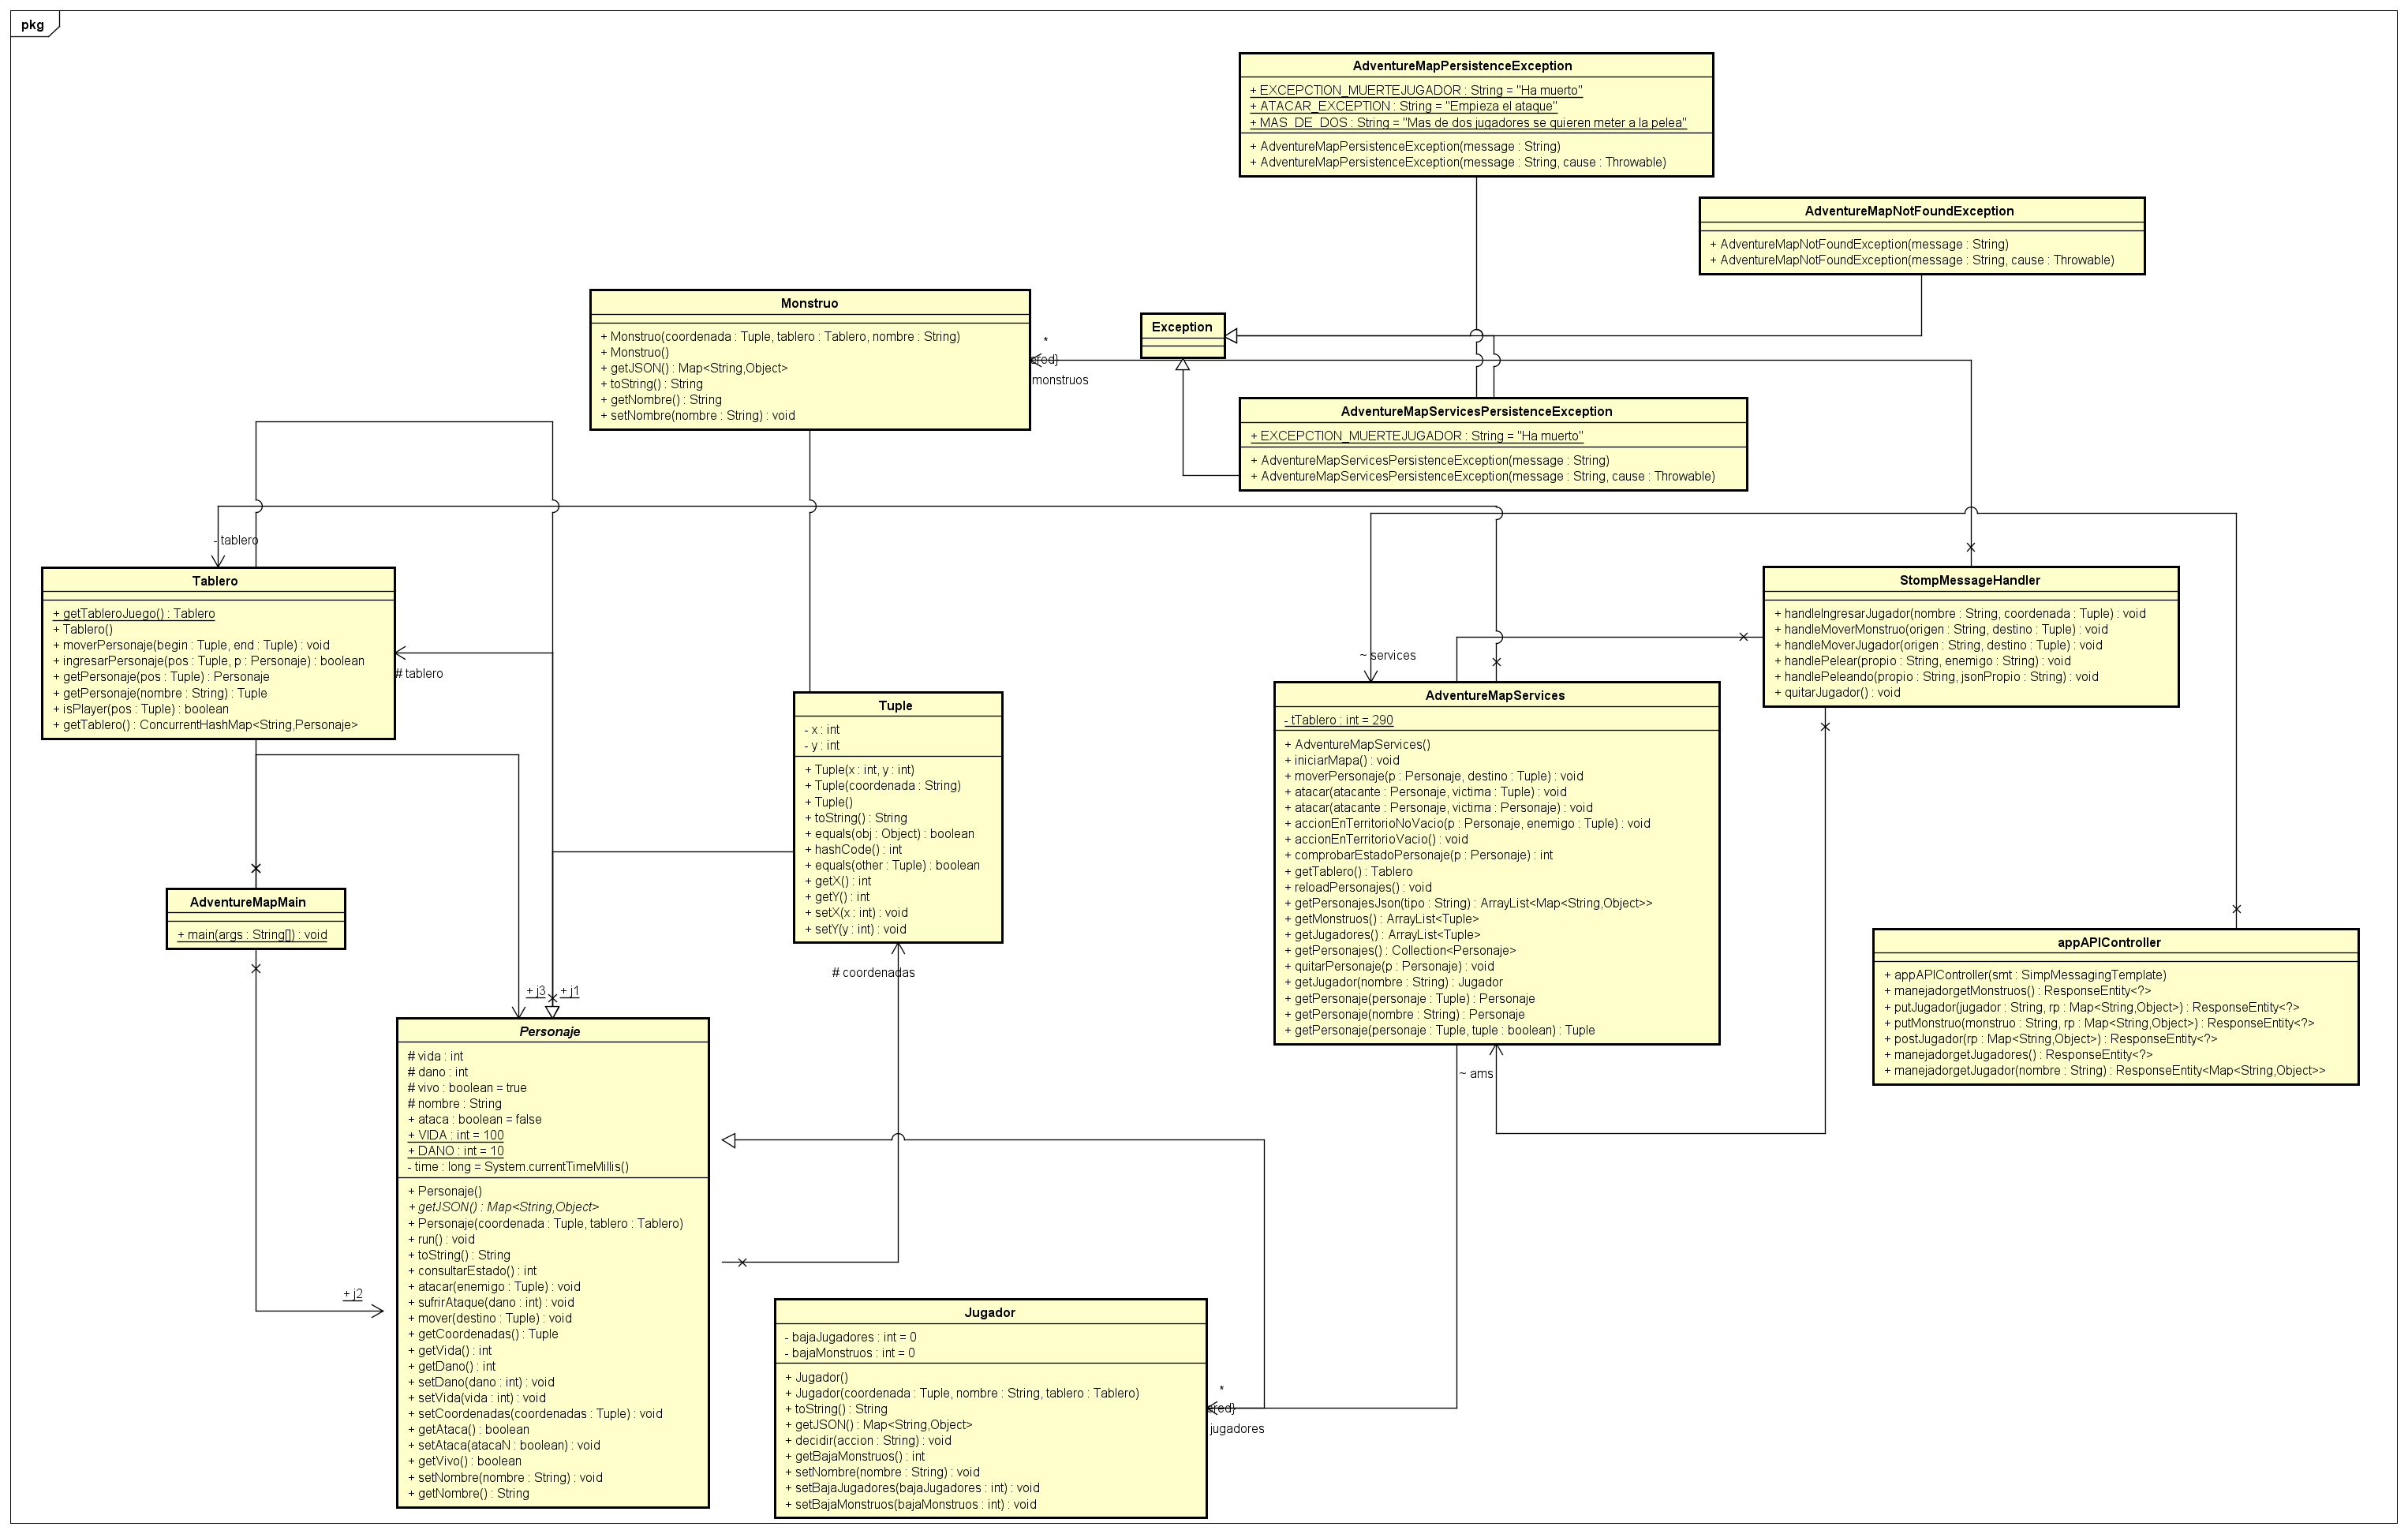 pkg
AdventureMapPersistenceException
+ EXCEPCTION_MUERTEJUGADOR : String = "Ha muerto"
+ ATACAR_EXCEPTION : String = "Empieza el ataque"
+ MAS_DE_DOS : String = "Mas de dos jugadores se quieren meter a la pelea"
+ AdventureMapPersistenceException(message : String)
+ AdventureMapPersistenceException(message : String, cause : Throwable)
AdventureMapNotFoundException
+ AdventureMapNotFoundException(message : String)
+ AdventureMapNotFoundException(message : String, cause : Throwable)
Monstruo
+ Monstruo(coordenada : Tuple, tablero : Tablero, nombre : String)
+ Monstruo()
+ getJSON() : Map<String,Object>
+ toString() : String
+ getNombre() : String
+ setNombre(nombre : String) : void
*
monstruos
Exception
AdventureMapServicesPersistenceException
+ EXCEPCTION_MUERTEJUGADOR : String = "Ha muerto"
+ AdventureMapServicesPersistenceException(message : String)
+ AdventureMapServicesPersistenceException(message : String, cause : Throwable)
- tablero
Tablero
+ getTableroJuego() : Tablero
+ Tablero()
+ moverPersonaje(begin : Tuple, end : Tuple) : void
+ ingresarPersonaje(pos : Tuple, p : Personaje) : boolean
+ getPersonaje(pos : Tuple) : Personaje
+ getPersonaje(nombre : String) : Tuple
+ isPlayer(pos : Tuple) : boolean
+ getTablero() : ConcurrentHashMap<String,Personaje>
# tablero
StompMessageHandler
+ handleIngresarJugador(nombre : String, coordenada : Tuple) : void
+ handleMoverMonstruo(origen : String, destino : Tuple) : void
+ handleMoverJugador(origen : String, destino : Tuple) : void
+ handlePelear(propio : String, enemigo : String) : void
+ handlePeleando(propio : String, jsonPropio : String) : void
+ quitarJugador() : void
~ services
AdventureMapServices
- tTablero : int = 290
+ AdventureMapServices()
+ iniciarMapa() : void
+ moverPersonaje(p : Personaje, destino : Tuple) : void
+ atacar(atacante : Personaje, victima : Tuple) : void
+ atacar(atacante : Personaje, victima : Personaje) : void
+ accionEnTerritorioNoVacio(p : Personaje, enemigo : Tuple) : void
+ accionEnTerritorioVacio() : void
+ comprobarEstadoPersonaje(p : Personaje) : int
+ getTablero() : Tablero
+ reloadPersonajes() : void
+ getPersonajesJson(tipo : String) : ArrayList<Map<String,Object>>
+ getMonstruos() : ArrayList<Tuple>
+ getJugadores() : ArrayList<Tuple>
+ getPersonajes() : Collection<Personaje>
+ quitarPersonaje(p : Personaje) : void
+ getJugador(nombre : String) : Jugador
+ getPersonaje(personaje : Tuple) : Personaje
+ getPersonaje(nombre : String) : Personaje
+ getPersonaje(personaje : Tuple, tuple : boolean) : Tuple
~ ams
Tuple
- x : int
- y : int
+ Tuple(x : int, y : int)
+ Tuple(coordenada : String)
+ Tuple()
+ toString() : String
+ equals(obj : Object) : boolean
+ hashCode() : int
+ equals(other : Tuple) : boolean
+ getX() : int
+ getY() : int
+ setX(x : int) : void
+ setY(y : int) : void
# coordenadas
AdventureMapMain
+ main(args : String[]) : void
appAPIController
+ appAPIController(smt : SimpMessagingTemplate)
+ manejadorgetMonstruos() : ResponseEntity<?>
+ putJugador(jugador : String, rp : Map<String,Object>) : ResponseEntity<?>
+ putMonstruo(monstruo : String, rp : Map<String,Object>) : ResponseEntity<?>
+ postJugador(rp : Map<String,Object>) : ResponseEntity<?>
+ manejadorgetJugadores() : ResponseEntity<?>
+ manejadorgetJugador(nombre : String) : ResponseEntity<Map<String,Object>>
+ j3
+ j1
+ j2
Personaje
# vida : int
# dano : int
# vivo : boolean = true
# nombre : String
+ ataca : boolean = false
+ VIDA : int = 100
+ DANO : int = 10
- time : long = System.currentTimeMillis()
+ Personaje()
+ getJSON() : Map<String,Object>
+ Personaje(coordenada : Tuple, tablero : Tablero)
+ run() : void
+ toString() : String
+ consultarEstado() : int
+ atacar(enemigo : Tuple) : void
+ sufrirAtaque(dano : int) : void
+ mover(destino : Tuple) : void
+ getCoordenadas() : Tuple
+ getVida() : int
+ getDano() : int
+ setDano(dano : int) : void
+ setVida(vida : int) : void
+ setCoordenadas(coordenadas : Tuple) : void
+ getAtaca() : boolean
+ setAtaca(atacaN : boolean) : void
+ getVivo() : boolean
+ setNombre(nombre : String) : void
+ getNombre() : String
Jugador
- bajaJugadores : int = 0
- bajaMonstruos : int = 0
+ Jugador()
+ Jugador(coordenada : Tuple, nombre : String, tablero : Tablero)
+ toString() : String
+ getJSON() : Map<String,Object>
+ decidir(accion : String) : void
+ getBajaMonstruos() : int
+ setNombre(nombre : String) : void
+ setBajaJugadores(bajaJugadores : int) : void
+ setBajaMonstruos(bajaMonstruos : int) : void
*
jugadores